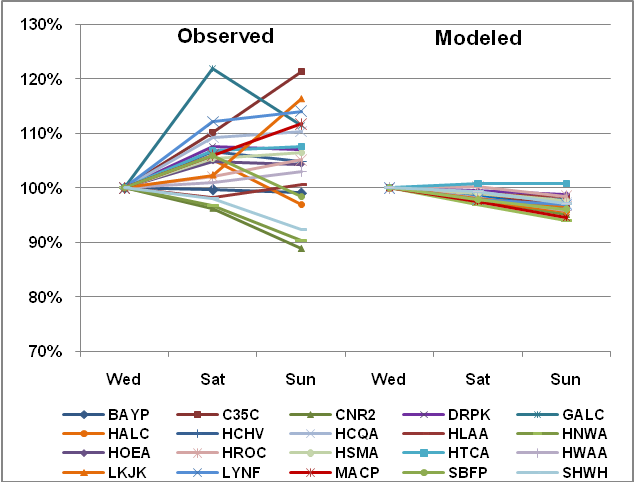 130%
Observed Modeled
120%
110%
100%
90%
80%
70%
Wed Sat Sun Wed Sat Sun
BAYP C35C CNR2 DRPK GALC
HALC HCHV HCQA HLAA HNWA
HOEA HROC HSMA HTCA HWAA
LKJK LYNF MACP SBFP SHWH